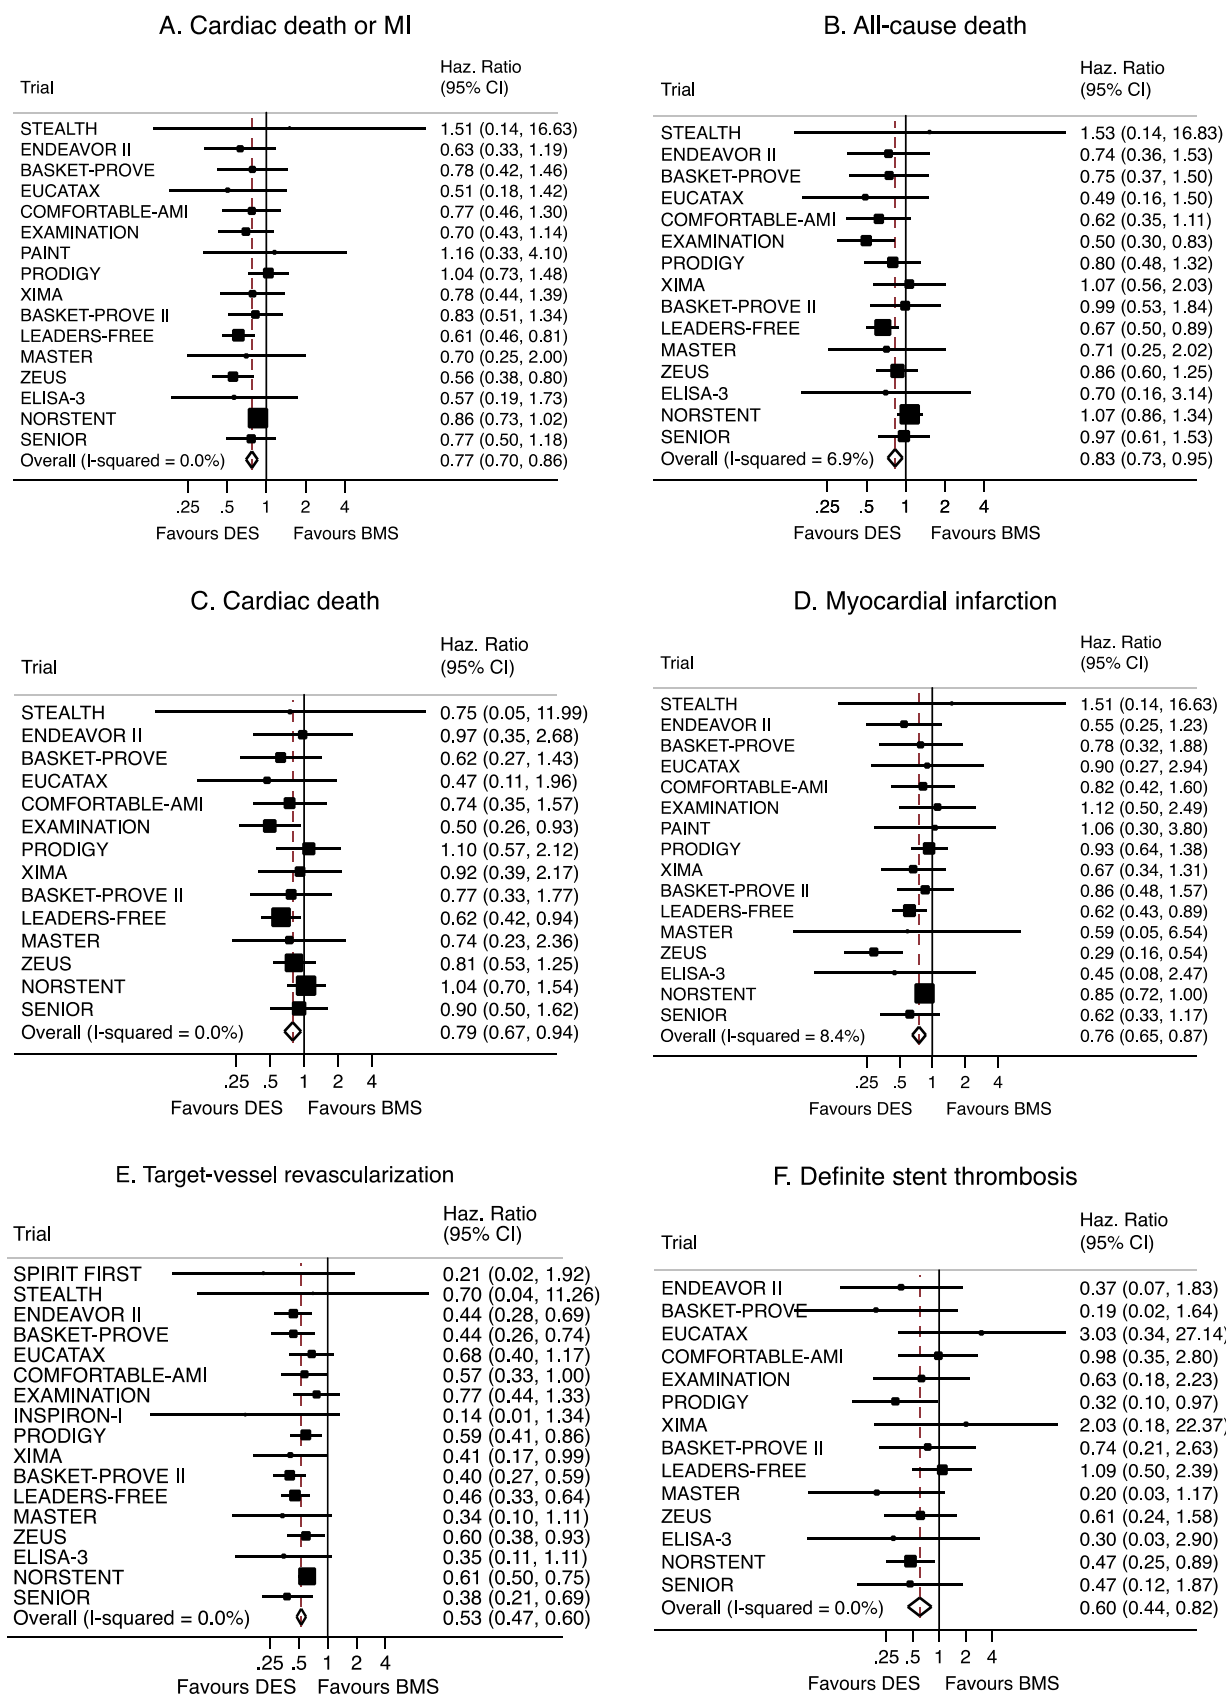 A. Cardiac death or MI
Haz. Ratio
Trial (95% CI)
STEALTH 1.51 (0.14, 16.63)
ENDEAVOR II 0.63 (0.33, 1.19)
BASKET-PROVE 0.78 (0.42, 1.46)
EUCATAX 0.51 (0.18, 1.42)
COMFORTABLE-AMI 0.77 (0.46, 1.30)
EXAMINATION 0.70 (0.43, 1.14)
PAINT 1.16 (0.33, 4.10)
PRODIGY 1.04 (0.73, 1.48)
XIMA 0.78 (0.44, 1.39)
BASKET-PROVE II 0.83 (0.51, 1.34)
LEADERS-FREE 0.61 (0.46, 0.81)
MASTER 0.70 (0.25, 2.00)
ZEUS 0.56 (0.38, 0.80)
ELISA-3 0.57 (0.19, 1.73)
NORSTENT 0.86 (0.73, 1.02)
SENIOR 0.77 (0.50, 1.18)
Overall (I-squared = 0.0%) 0.77 (0.70, 0.86)
.25 .5 1 2 4
Favours DES Favours BMS
B. All-cause death
Haz. Ratio
Trial (95% CI)
STEALTH 1.53 (0.14, 16.83)
ENDEAVOR II 0.74 (0.36, 1.53)
BASKET-PROVE 0.75 (0.37, 1.50)
EUCATAX 0.49 (0.16, 1.50)
COMFORTABLE-AMI 0.62 (0.35, 1.11)
EXAMINATION 0.50 (0.30, 0.83)
PRODIGY 0.80 (0.48, 1.32)
XIMA 1.07 (0.56, 2.03)
BASKET-PROVE II 0.99 (0.53, 1.84)
LEADERS-FREE 0.67 (0.50, 0.89)
MASTER 0.71 (0.25, 2.02)
ZEUS 0.86 (0.60, 1.25)
ELISA-3 0.70 (0.16, 3.14)
NORSTENT 1.07 (0.86, 1.34)
SENIOR 0.97 (0.61, 1.53)
Overall (I-squared = 6.9%) 0.83 (0.73, 0.95)
.25 .5 1 2 4
Favours DES Favours BMS
C. Cardiac death
Haz. Ratio
Trial (95% CI)
STEALTH 0.75 (0.05, 11.99)
ENDEAVOR II 0.97 (0.35, 2.68)
BASKET-PROVE 0.62 (0.27, 1.43)
EUCATAX 0.47 (0.11, 1.96)
COMFORTABLE-AMI 0.74 (0.35, 1.57)
EXAMINATION 0.50 (0.26, 0.93)
PRODIGY 1.10 (0.57, 2.12)
XIMA 0.92 (0.39, 2.17)
BASKET-PROVE II 0.77 (0.33, 1.77)
LEADERS-FREE 0.62 (0.42, 0.94)
MASTER 0.74 (0.23, 2.36)
ZEUS 0.81 (0.53, 1.25)
NORSTENT 1.04 (0.70, 1.54)
SENIOR 0.90 (0.50, 1.62)
Overall (I-squared = 0.0%) 0.79 (0.67, 0.94)
.25 .5 1 2 4
Favours DES Favours BMS
D. Myocardial infarction
Haz. Ratio
Trial (95% CI)
STEALTH 1.51 (0.14, 16.63)
ENDEAVOR II 0.55 (0.25, 1.23)
BASKET-PROVE 0.78 (0.32, 1.88)
EUCATAX 0.90 (0.27, 2.94)
COMFORTABLE-AMI 0.82 (0.42, 1.60)
EXAMINATION 1.12 (0.50, 2.49)
PAINT 1.06 (0.30, 3.80)
PRODIGY 0.93 (0.64, 1.38)
XIMA 0.67 (0.34, 1.31)
BASKET-PROVE II 0.86 (0.48, 1.57)
LEADERS-FREE 0.62 (0.43, 0.89)
MASTER 0.59 (0.05, 6.54)
ZEUS 0.29 (0.16, 0.54)
ELISA-3 0.45 (0.08, 2.47)
NORSTENT 0.85 (0.72, 1.00)
SENIOR 0.62 (0.33, 1.17)
Overall (I-squared = 8.4%) 0.76 (0.65, 0.87)
.25 .5 1 2 4
Favours DES Favours BMS
E. Target-vessel revascularization
Haz. Ratio
Trial (95% CI)
SPIRIT FIRST 0.21 (0.02, 1.92)
STEALTH 0.70 (0.04, 11.26)
ENDEAVOR II 0.44 (0.28, 0.69)
BASKET-PROVE 0.44 (0.26, 0.74)
EUCATAX 0.68 (0.40, 1.17)
COMFORTABLE-AMI 0.57 (0.33, 1.00)
EXAMINATION 0.77 (0.44, 1.33)
INSPIRON-I 0.14 (0.01, 1.34)
PRODIGY 0.59 (0.41, 0.86)
XIMA 0.41 (0.17, 0.99)
BASKET-PROVE II 0.40 (0.27, 0.59)
LEADERS-FREE 0.46 (0.33, 0.64)
MASTER 0.34 (0.10, 1.11)
ZEUS 0.60 (0.38, 0.93)
ELISA-3 0.35 (0.11, 1.11)
NORSTENT 0.61 (0.50, 0.75)
SENIOR 0.38 (0.21, 0.69)
Overall (I-squared = 0.0%) 0.53 (0.47, 0.60)
.25 .5 1 2 4
Favours DES Favours BMS
F. Definite stent thrombosis
Haz. Ratio
Trial (95% CI)
ENDEAVOR II 0.37 (0.07, 1.83)
BASKET-PROVE 0.19 (0.02, 1.64)
EUCATAX 3.03 (0.34, 27.14)
COMFORTABLE-AMI 0.98 (0.35, 2.80)
EXAMINATION 0.63 (0.18, 2.23)
PRODIGY 0.32 (0.10, 0.97)
XIMA 2.03 (0.18, 22.37)
BASKET-PROVE II 0.74 (0.21, 2.63)
LEADERS-FREE 1.09 (0.50, 2.39)
MASTER 0.20 (0.03, 1.17)
ZEUS 0.61 (0.24, 1.58)
ELISA-3 0.30 (0.03, 2.90)
NORSTENT 0.47 (0.25, 0.89)
SENIOR 0.47 (0.12, 1.87)
Overall (I-squared = 0.0%) 0.60 (0.44, 0.82)
.25 .5 1 2 4
Favours DES Favours BMS